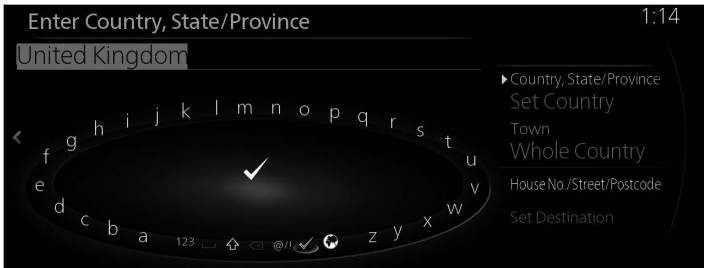 Enter Country, State/Province
1:14
United Kingdom
Country, State/Province
Set Country
Town
Whole Country
House No./Street/Postcode
Set Destination
a b c d e f g h i j k l m n o p q r s t u v w x y z
123 @/!